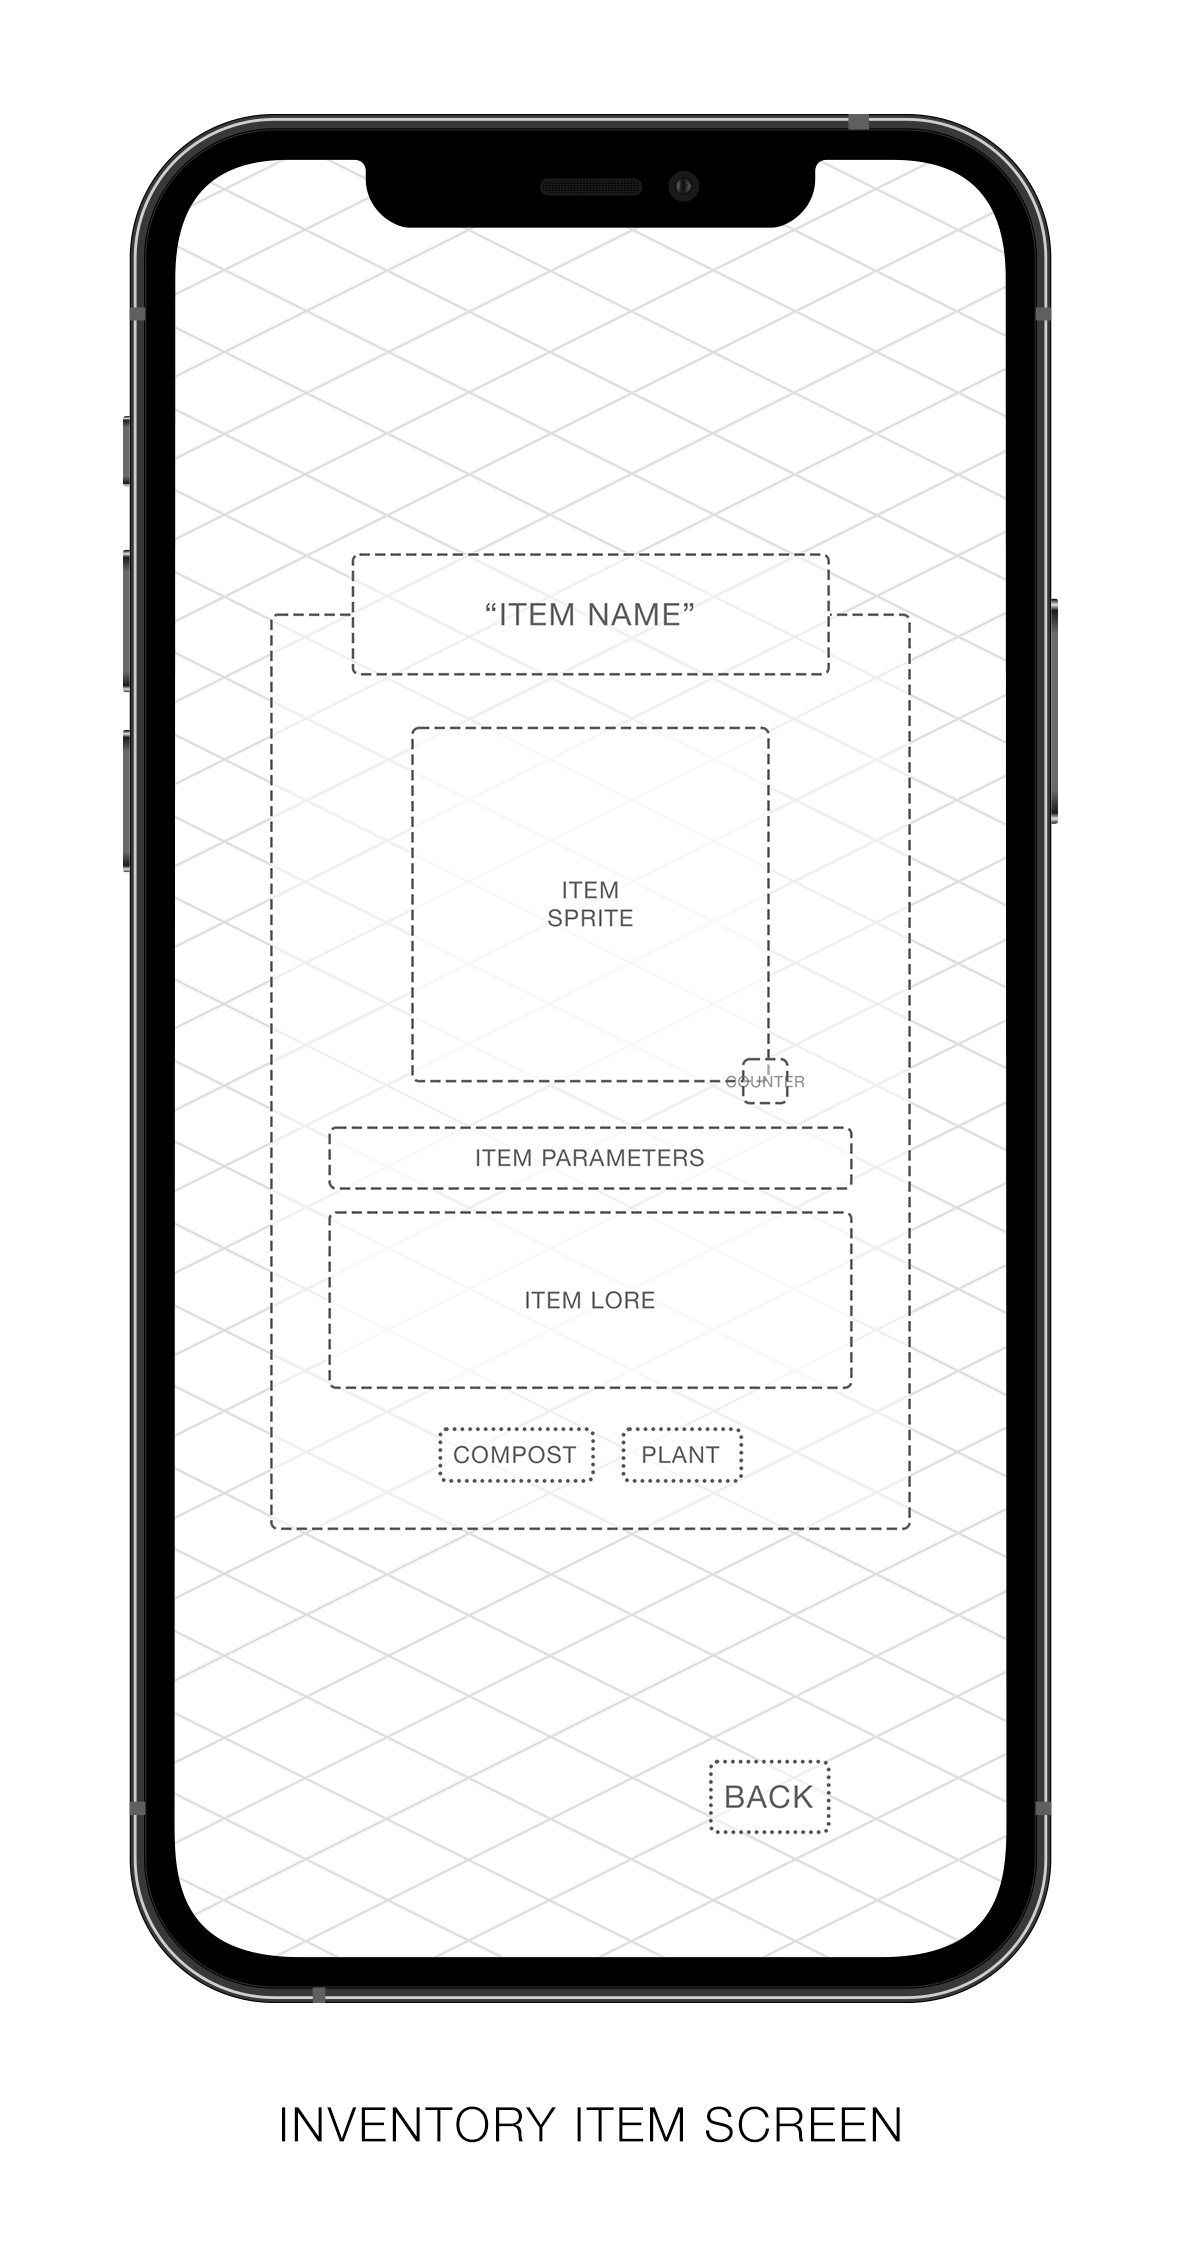 “ITEM NAME”
ITEM
SPRITE
COUNTER
ITEM PARAMETERS
ITEM LORE
COMPOST
PLANT
BACK
INVENTORY ITEM SCREEN